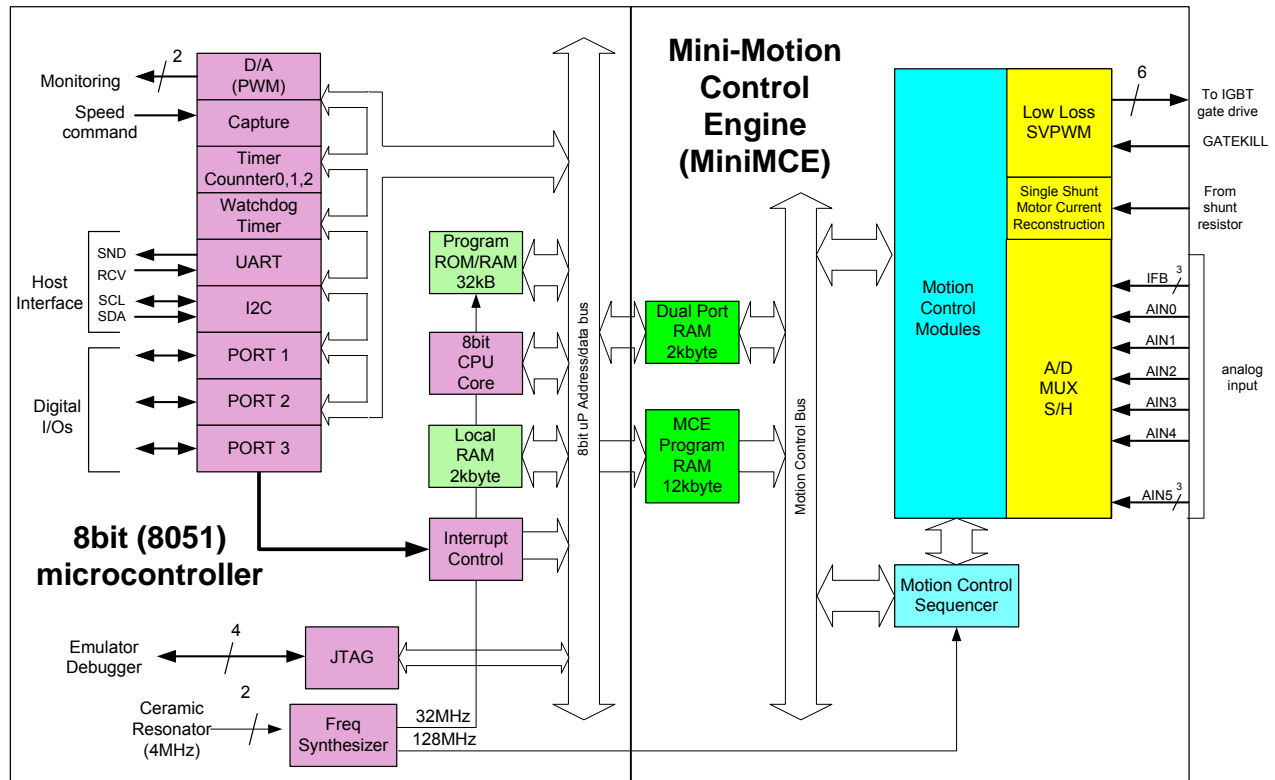 2
D/A
(PWM)
Monitoring
Speed
command
Capture
Timer
Counnter0,1,2
Watchdog
Timer
SND
RCV
UART
Host
Interface
SCL
SDA
I2C
PORT 1
Digital
I/Os
PORT 2
PORT 3
8bit (8051)
microcontroller
Program
ROM/RAM
32kB
8bit
CPU
Core
Local
RAM
2kbyte
Interrupt
Control
8bit uP Address/data bus
Emulator
Debugger
4
JTAG
Ceramic
Resonator
(4MHz)
2
Freq
Synthesizer
32MHz
128MHz
Mini-Motion
Control
Engine
(MiniMCE)
Dual Port
RAM
2kbyte
MCE
Program
RAM
12kbyte
Motion Control Bus
Motion
Control
Modules
Low Loss
SVPWM
Single Shunt
Motor Current
Reconstruction
A/D
MUX
S/H
Motion Control
Sequencer
6
To IGBT
gate drive
GATEKILL
From
shunt
resistor
IFB
3
AIN0
AIN1
AIN2
AIN3
AIN4
AIN5
3
analog
input